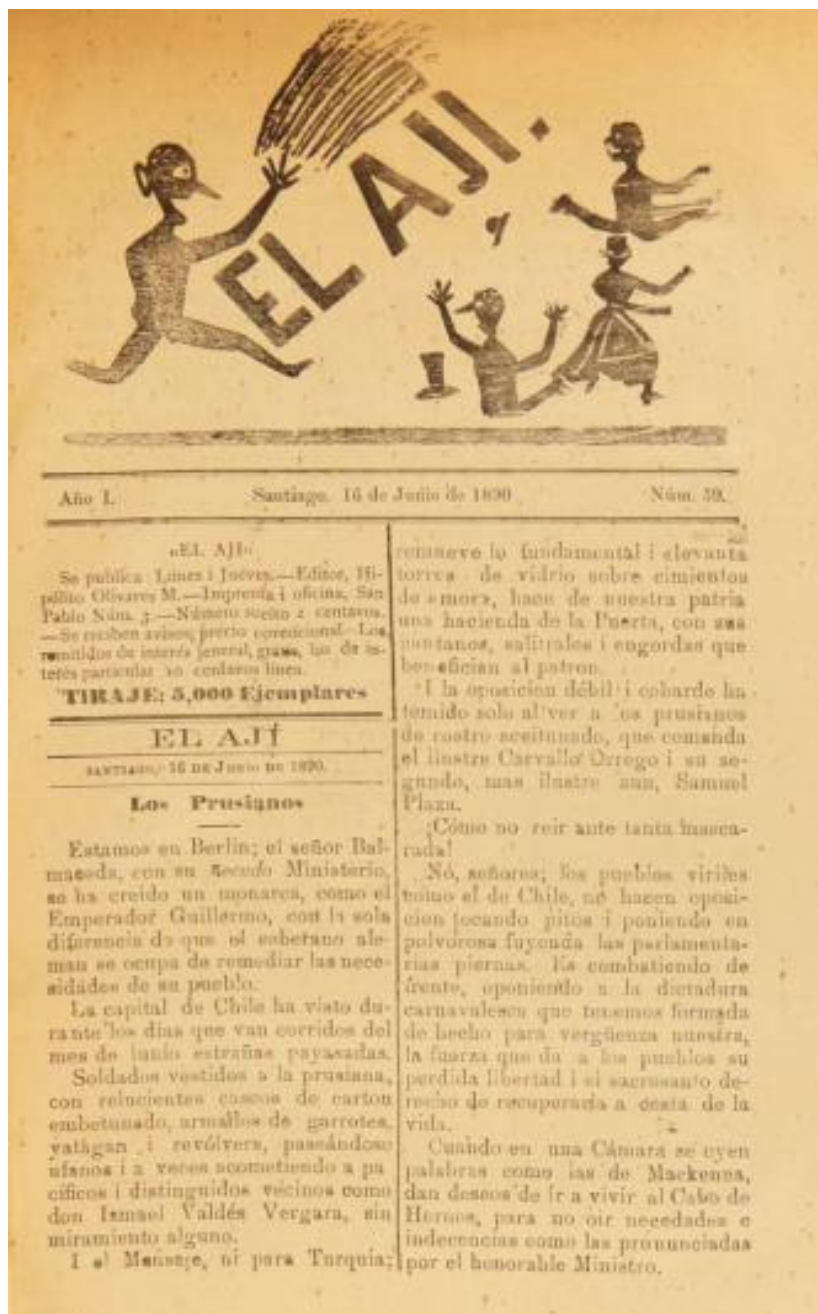 EL AJI.
Año I. Santiago, 16 de Junio de 1890 Núm. 59.
«EL AJI»
Se publica Lúnes i Juéves.—Editor, Hi-
pólito Olivares M.—Imprenta i oficina, San
Pablo Núm. 3.—Número suelto 2 centavos.
—Se reciben avisos, precio convencional—Los
remitidos de interés jeneral, gratis, los de in-
terés particular 10 centavos línea.
TIRAJE: 5,000 Ejemplares
EL AJÍ
SANTIAGO, 16 DE JUNIO DE 1890.
Los Prusianos
Estamos en Berlin; el señor Bal-
maceda, con su Necudo Ministerio,
se ha creido un monarca, como el
Emperador Guillermo, con la sola
diferencia de que el soberano ale-
man se ocupa de remediar las nece-
sidades de su pueblo.
La capital de Chile ha visto du-
rante los dias que van corridos del
mes de Junio estrañas payasadas.
Soldados vestidos a la prusiana,
con relucientes cascos de carton
embetunado, armados de garrotes,
yatagan i revólvers, paseándose
ufanos i a veces acometiendo a pa
cíficos i distinguidos vecinos como
don Ismael Valdés Vergara, sin
miramiento alguno.
I el Mensaje, ni para Turquía;
remueve lo fundamental i elevanta
torres de vidrio sobre cimientos
de «mor», hace de nuestra patria
una hacienda de la Puerta, con sus
pantanos, salitrales i engordas que
benefician al patron.
I la oposicion débil i cobarde ha
temido solo al ver a los prusianos
de rostro aceitunado, que comanda
el ilustre Carvallo Orrego i su se-
gundo, mas ilustre aun, Samuel
Plaza.
¡Cómo no reir ante tanta masca-
rada!
Nó, señores; los pueblos viriles
como el de Chile, no hacen oposi-
cion tocando pitos i poniendo en
polvorosa fuyenda las parlamenta-
rias piernas. Es combatiendo de
frente, oponiendo a la dictadura
carnavalesca que tenemos formada
de hecho para vergüenza nuestra,
la fuerza que da a los pueblos su
perdida libertad i el sacrosanto de-
recho de recuperarla a costa de la
vida.
Cuando en una Cámara se oyen
palabras como las de Mackenna,
dan deseos de ir a vivir al Cabo de
Hornos, para no oir necedades e
indecencias como las pronunciadas
por el honorable Ministro.